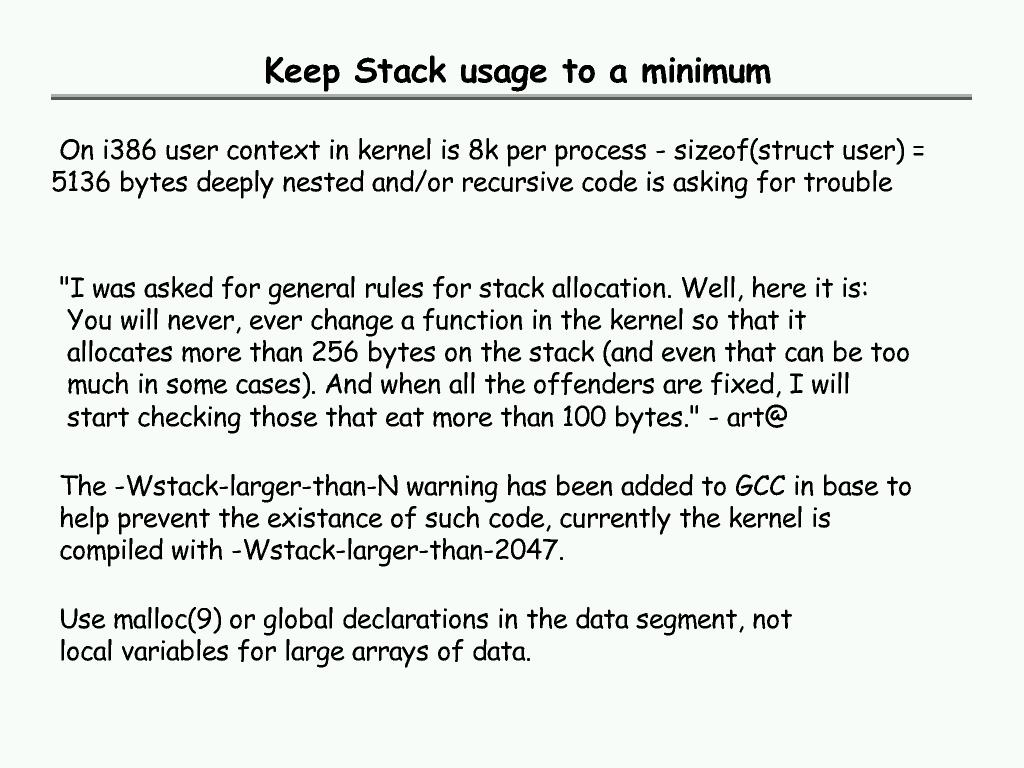 Keep Stack usage to a minimum
On i386 user context in kernel is 8k per process - sizeof(struct user) =
5136 bytes deeply nested and/or recursive code is asking for trouble
"I was asked for general rules for stack allocation. Well, here it is:
You will never, ever change a function in the kernel so that it
allocates more than 256 bytes on the stack (and even that can be too
much in some cases). And when all the offenders are fixed, I will
start checking those that eat more than 100 bytes." - art@
The -Wstack-larger-than-N warning has been added to GCC in base to
help prevent the existance of such code, currently the kernel is
compiled with -Wstack-larger-than-2047.
Use malloc(9) or global declarations in the data segment, not
local variables for large arrays of data.